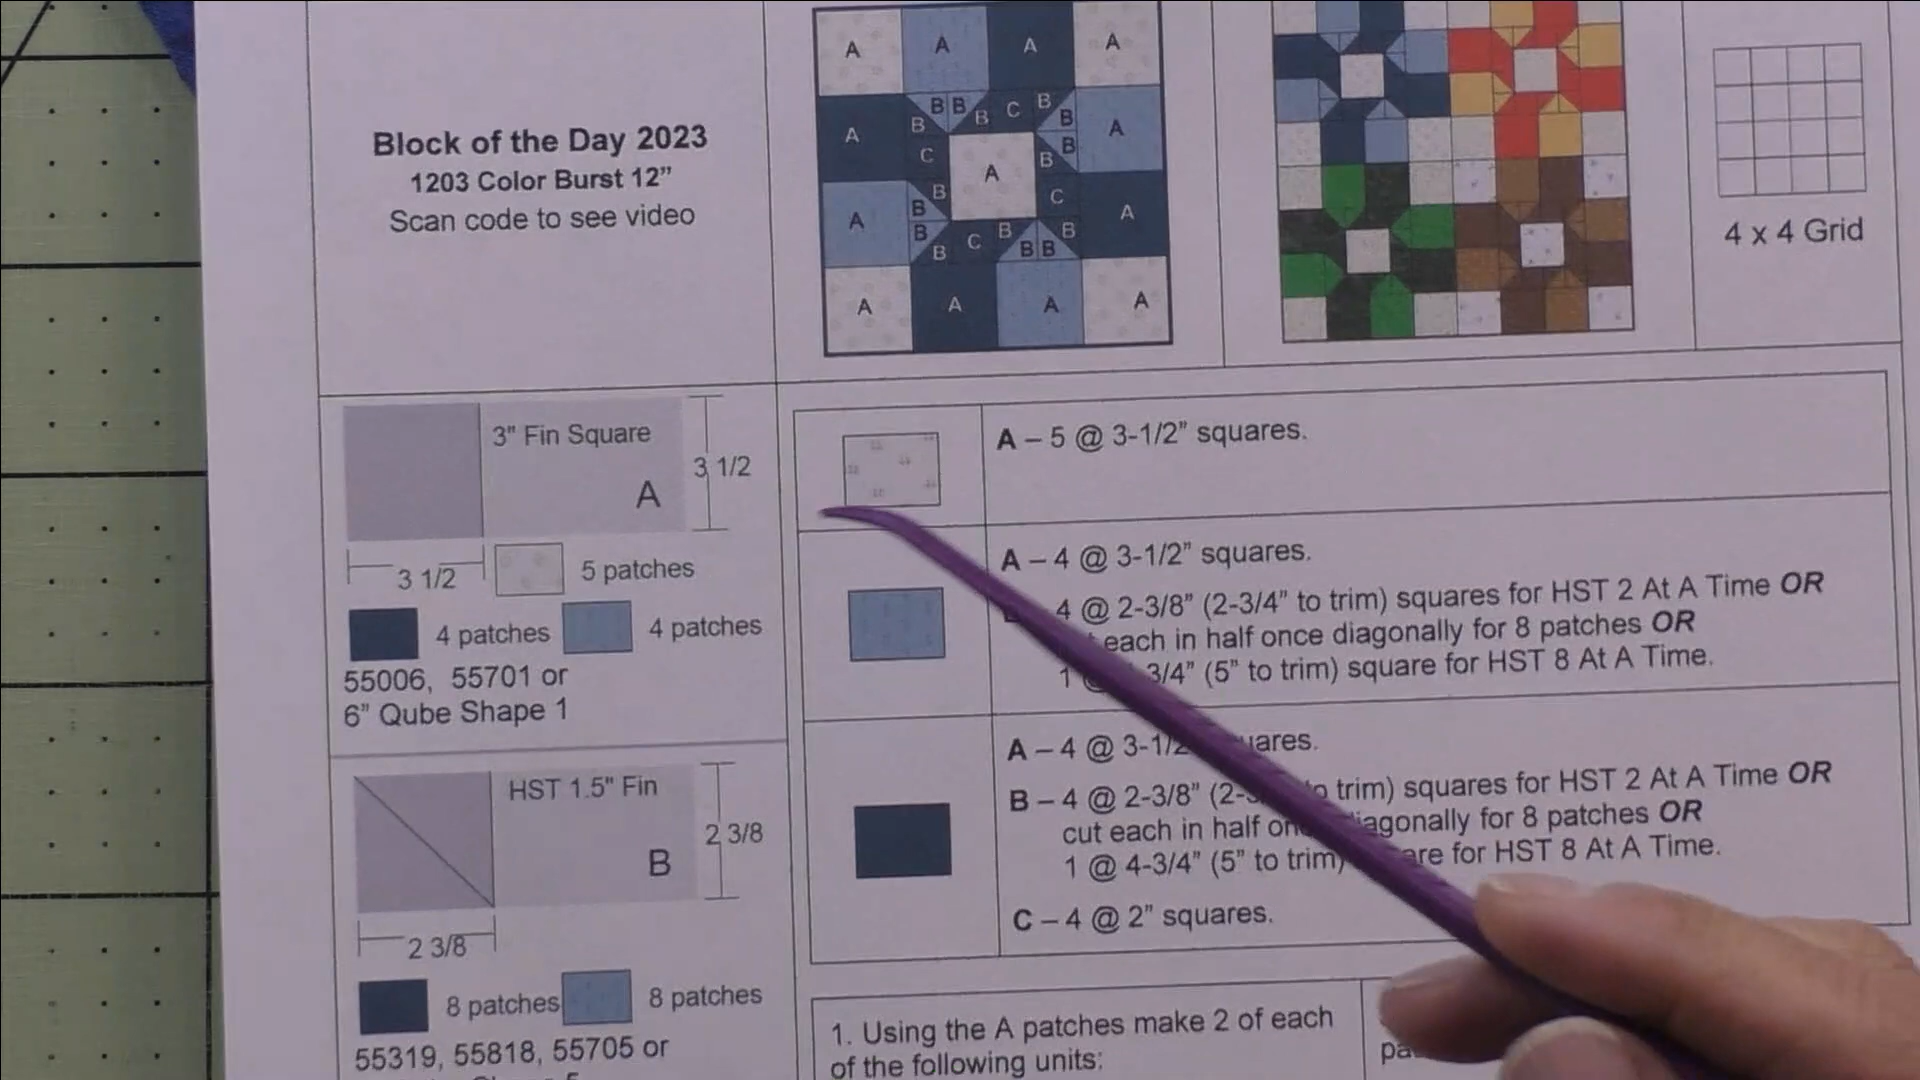 Block of the Day 2023
1203 Color Burst 12”
Scan code to see video
A A A A
B B B C B
A B B A
C B
A B
B C
A B A
B C B B B B
A A A A
4 x 4 Grid
3" Fin Square
A
3 1/2
3 1/2
5 patches
4 patches 4 patches
55006, 55701 or
6” Qube Shape 1
HST 1.5" Fin
B
2 3/8
2 3/8
8 patches 8 patches
55319, 55818, 55705 or
A – 5 @ 3-1/2” squares.
A – 4 @ 3-1/2” squares.
4 @ 2-3/8” (2-3/4” to trim) squares for HST 2 At A Time OR
each in half once diagonally for 8 patches OR
1 3/4” (5” to trim) square for HST 8 At A Time.
A – 4 @ 3-1/2
B – 4 @ 2-3/8” trim) squares for HST 2 At A Time OR
cut each in half diagonally for 8 patches OR
1 @ 4-3/4” (5” to trim) for HST 8 At A Time.
C – 4 @ 2” squares.
1. Using the A patches make 2 of each
of the following units: